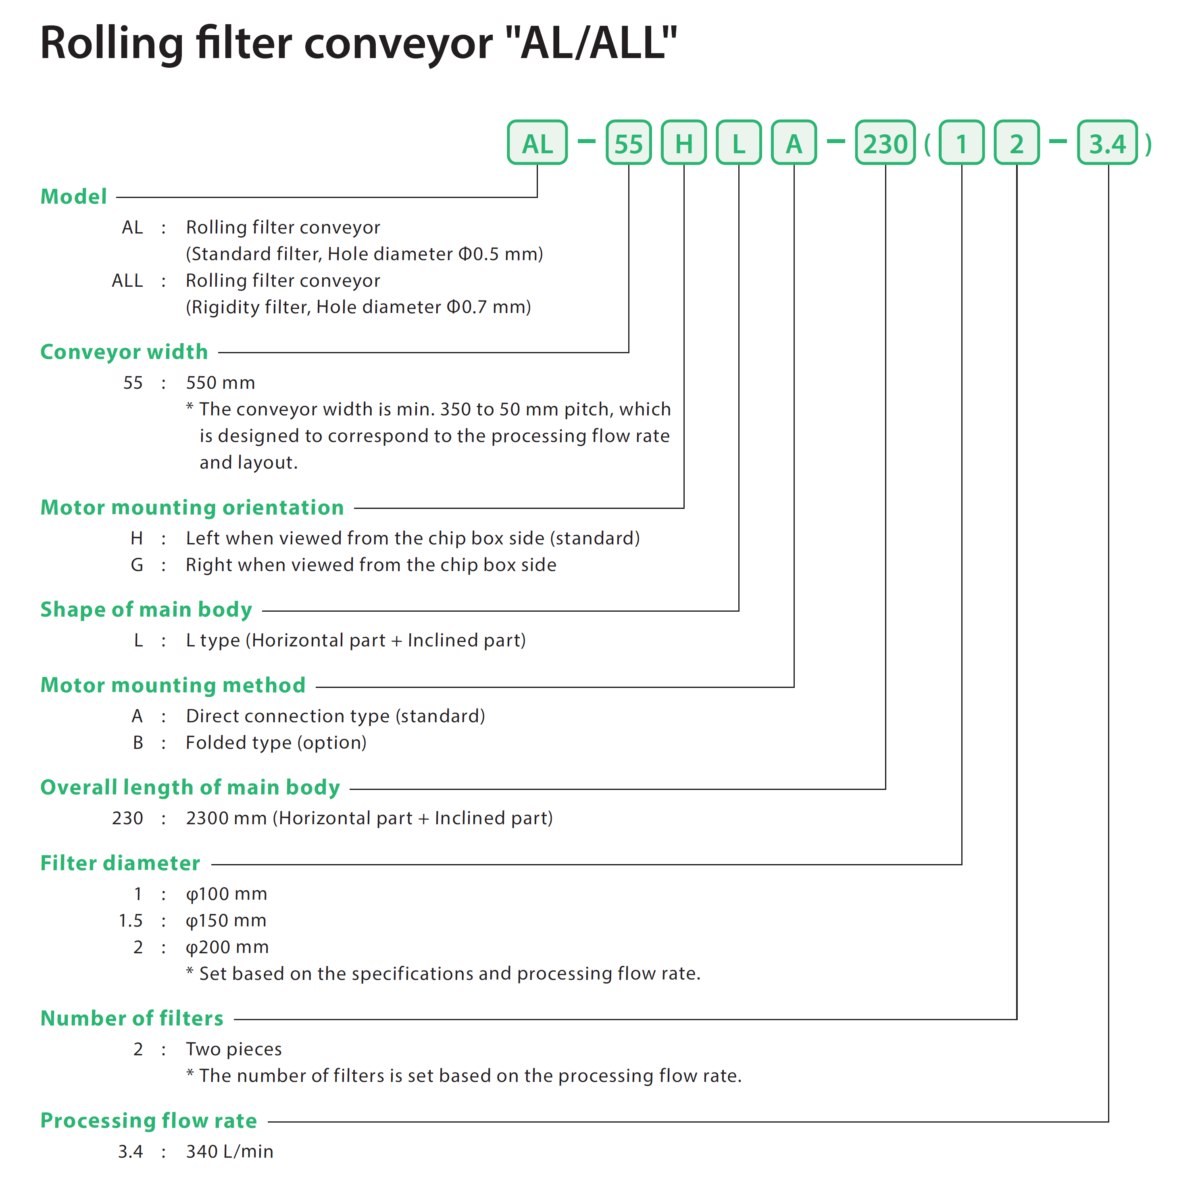 Rolling filter conveyor "AL/ALL"
AL - 55 H L A - 230 ( 1 2 - 3.4 )
Model
AL : Rolling filter conveyor
(Standard filter, Hole diameter Φ0.5 mm)
ALL : Rolling filter conveyor
(Rigidity filter, Hole diameter Φ0.7 mm)
Conveyor width
55 : 550 mm
* The conveyor width is min. 350 to 50 mm pitch, which
is designed to correspond to the processing flow rate
and layout.
Motor mounting orientation
H : Left when viewed from the chip box side (standard)
G : Right when viewed from the chip box side
Shape of main body
L : L type (Horizontal part + Inclined part)
Motor mounting method
A : Direct connection type (standard)
B : Folded type (option)
Overall length of main body
230 : 2300 mm (Horizontal part + Inclined part)
Filter diameter
1 : φ100 mm
1.5 : φ150 mm
2 : φ200 mm
* Set based on the specifications and processing flow rate.
Number of filters
2 : Two pieces
* The number of filters is set based on the processing flow rate.
Processing flow rate
3.4 : 340 L/min